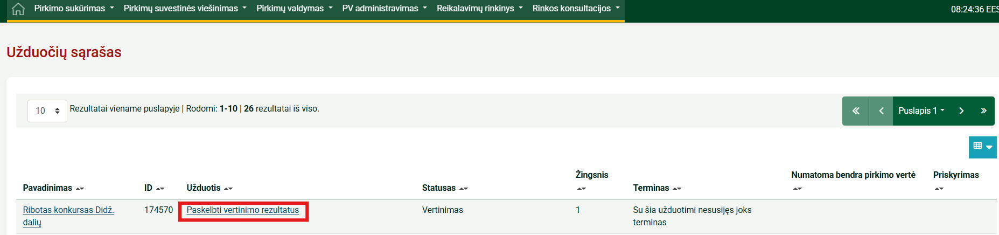 Pirkimo sukūrimas Pirkimų suvestinės viešinimas Pirkimų valdymas PV administravimas Reikalavimų rinkinys Rinkos konsultacijos 08:24:36 EES
Užduočių sąrašas
10 Rezultatai viename puslapyje | Rodomi: 1-10 | 26 rezultatai iš viso. Puslapis 1
Pavadinimas ID Užduotis Statusas Žingsnis Terminas Numatoma bendra pirkimo vertė Priskyrimas
Ribotas konkursas Didž. 174570 Paskelbti vertinimo rezultatus Vertinimas 1 Su šia užduotimi nesusijęs joks
dalių terminas